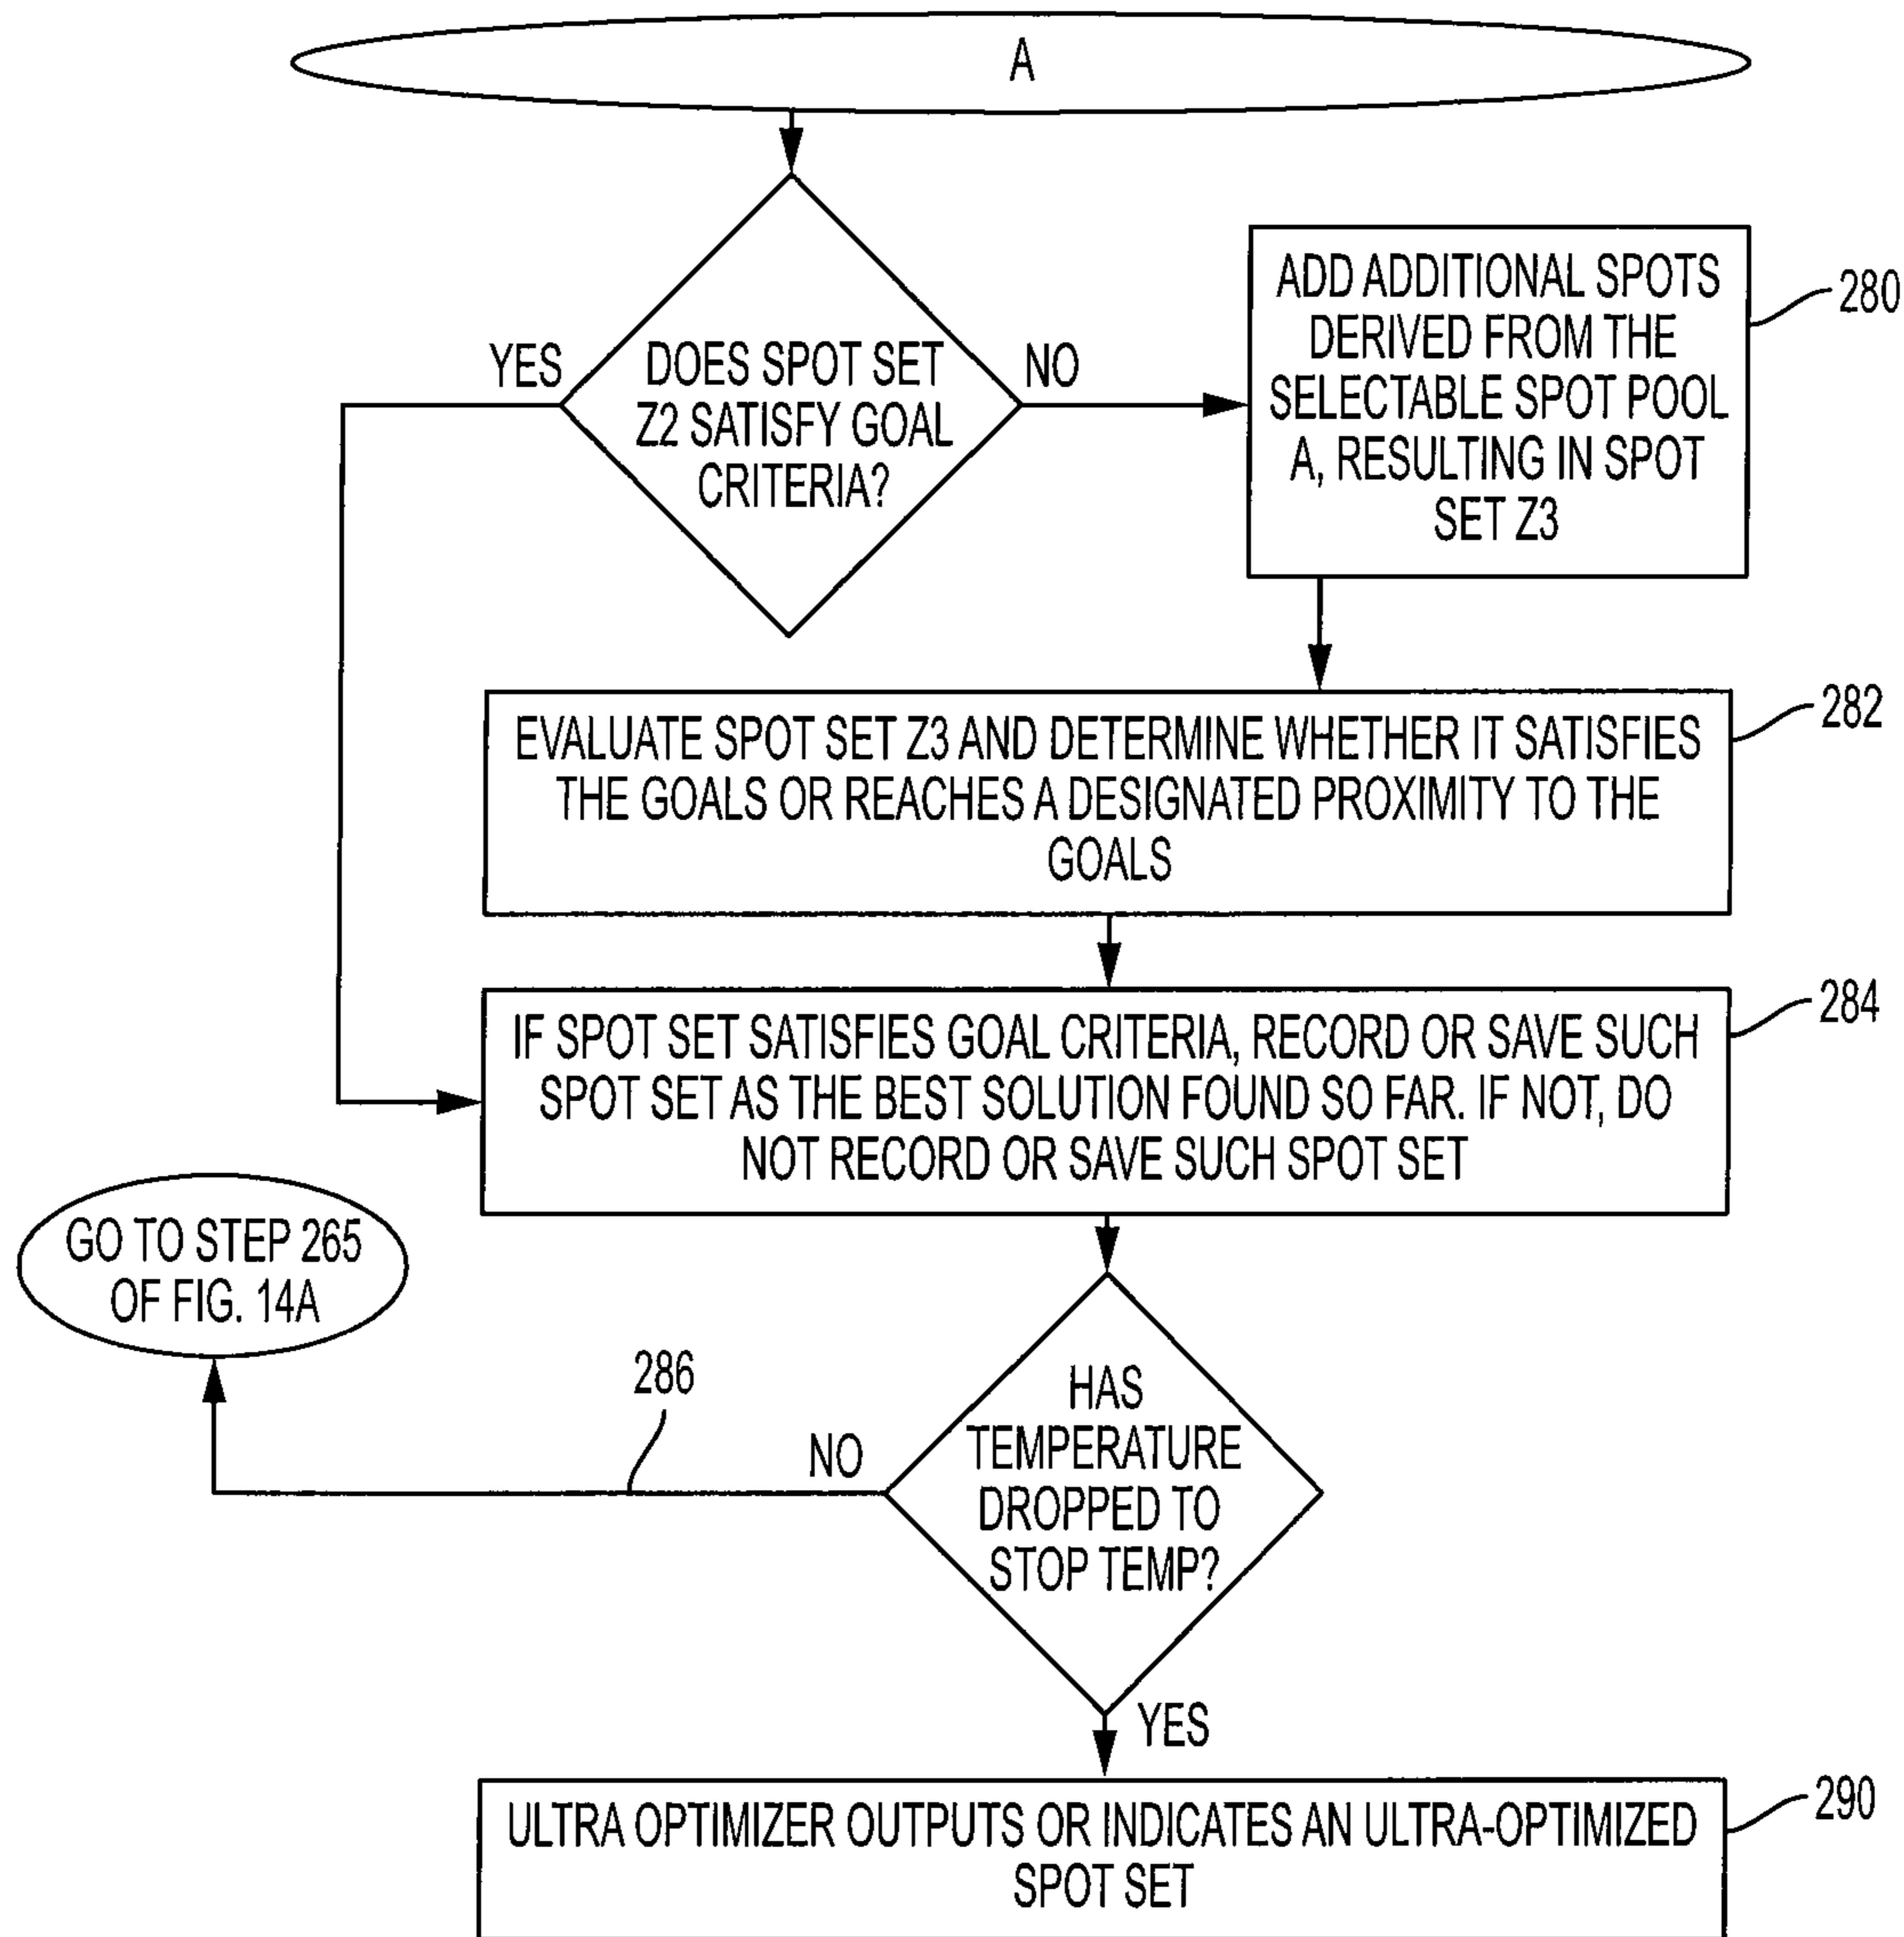 A
YES
DOES SPOT SET
Z2 SATISFY GOAL
CRITERIA?
NO
ADD ADDITIONAL SPOTS
DERIVED FROM THE
SELECTABLE SPOT POOL
A, RESULTING IN SPOT
SET Z3
280
EVALUATE SPOT SET Z3 AND DETERMINE WHETHER IT SATISFIES
THE GOALS OR REACHES A DESIGNATED PROXIMITY TO THE
GOALS
282
IF SPOT SET SATISFIES GOAL CRITERIA, RECORD OR SAVE SUCH
SPOT SET AS THE BEST SOLUTION FOUND SO FAR. IF NOT, DO
NOT RECORD OR SAVE SUCH SPOT SET
284
GO TO STEP 265
OF FIG. 14A
286
NO
HAS
TEMPERATURE
DROPPED TO
STOP TEMP?
YES
ULTRA OPTIMIZER OUTPUTS OR INDICATES AN ULTRA-OPTIMIZED
SPOT SET
290